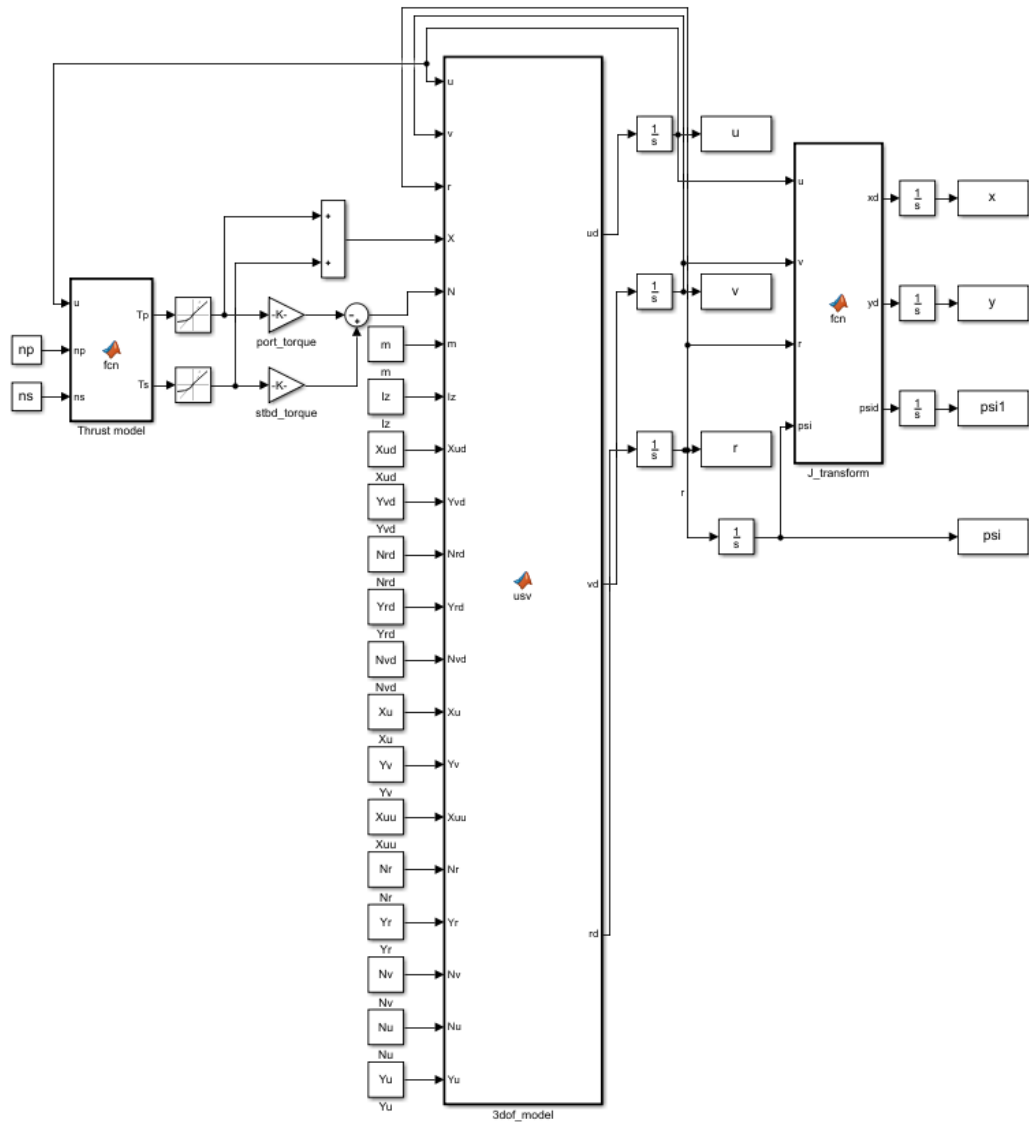 u
v
r
X
N
m
Iz
Xud
Yvd
Nrd
Yrd
Nvd
Xu
Yv
Xuu
Nr
Yr
Nv
Nu
Yu
usv
ud
vd
rd
3dof_model
u
np
ns
fcn
Tp
Ts
Thrust model
np
ns
+
+
-K-
port_torque
-K-
stbd_torque
-
+
m
m
Iz
Iz
Xud
Xud
Yvd
Yvd
Nrd
Nrd
Yrd
Yrd
Nvd
Nvd
Xu
Xu
Yv
Yv
Xuu
Xuu
Nr
Nr
Yr
Yr
Nv
Nv
Nu
Nu
Yu
Yu
1
s
u
1
s
v
1
s
r
r
1
s
psi
u
v
r
psi
fcn
xd
yd
psid
J_transform
1
s
x
1
s
y
1
s
psi1